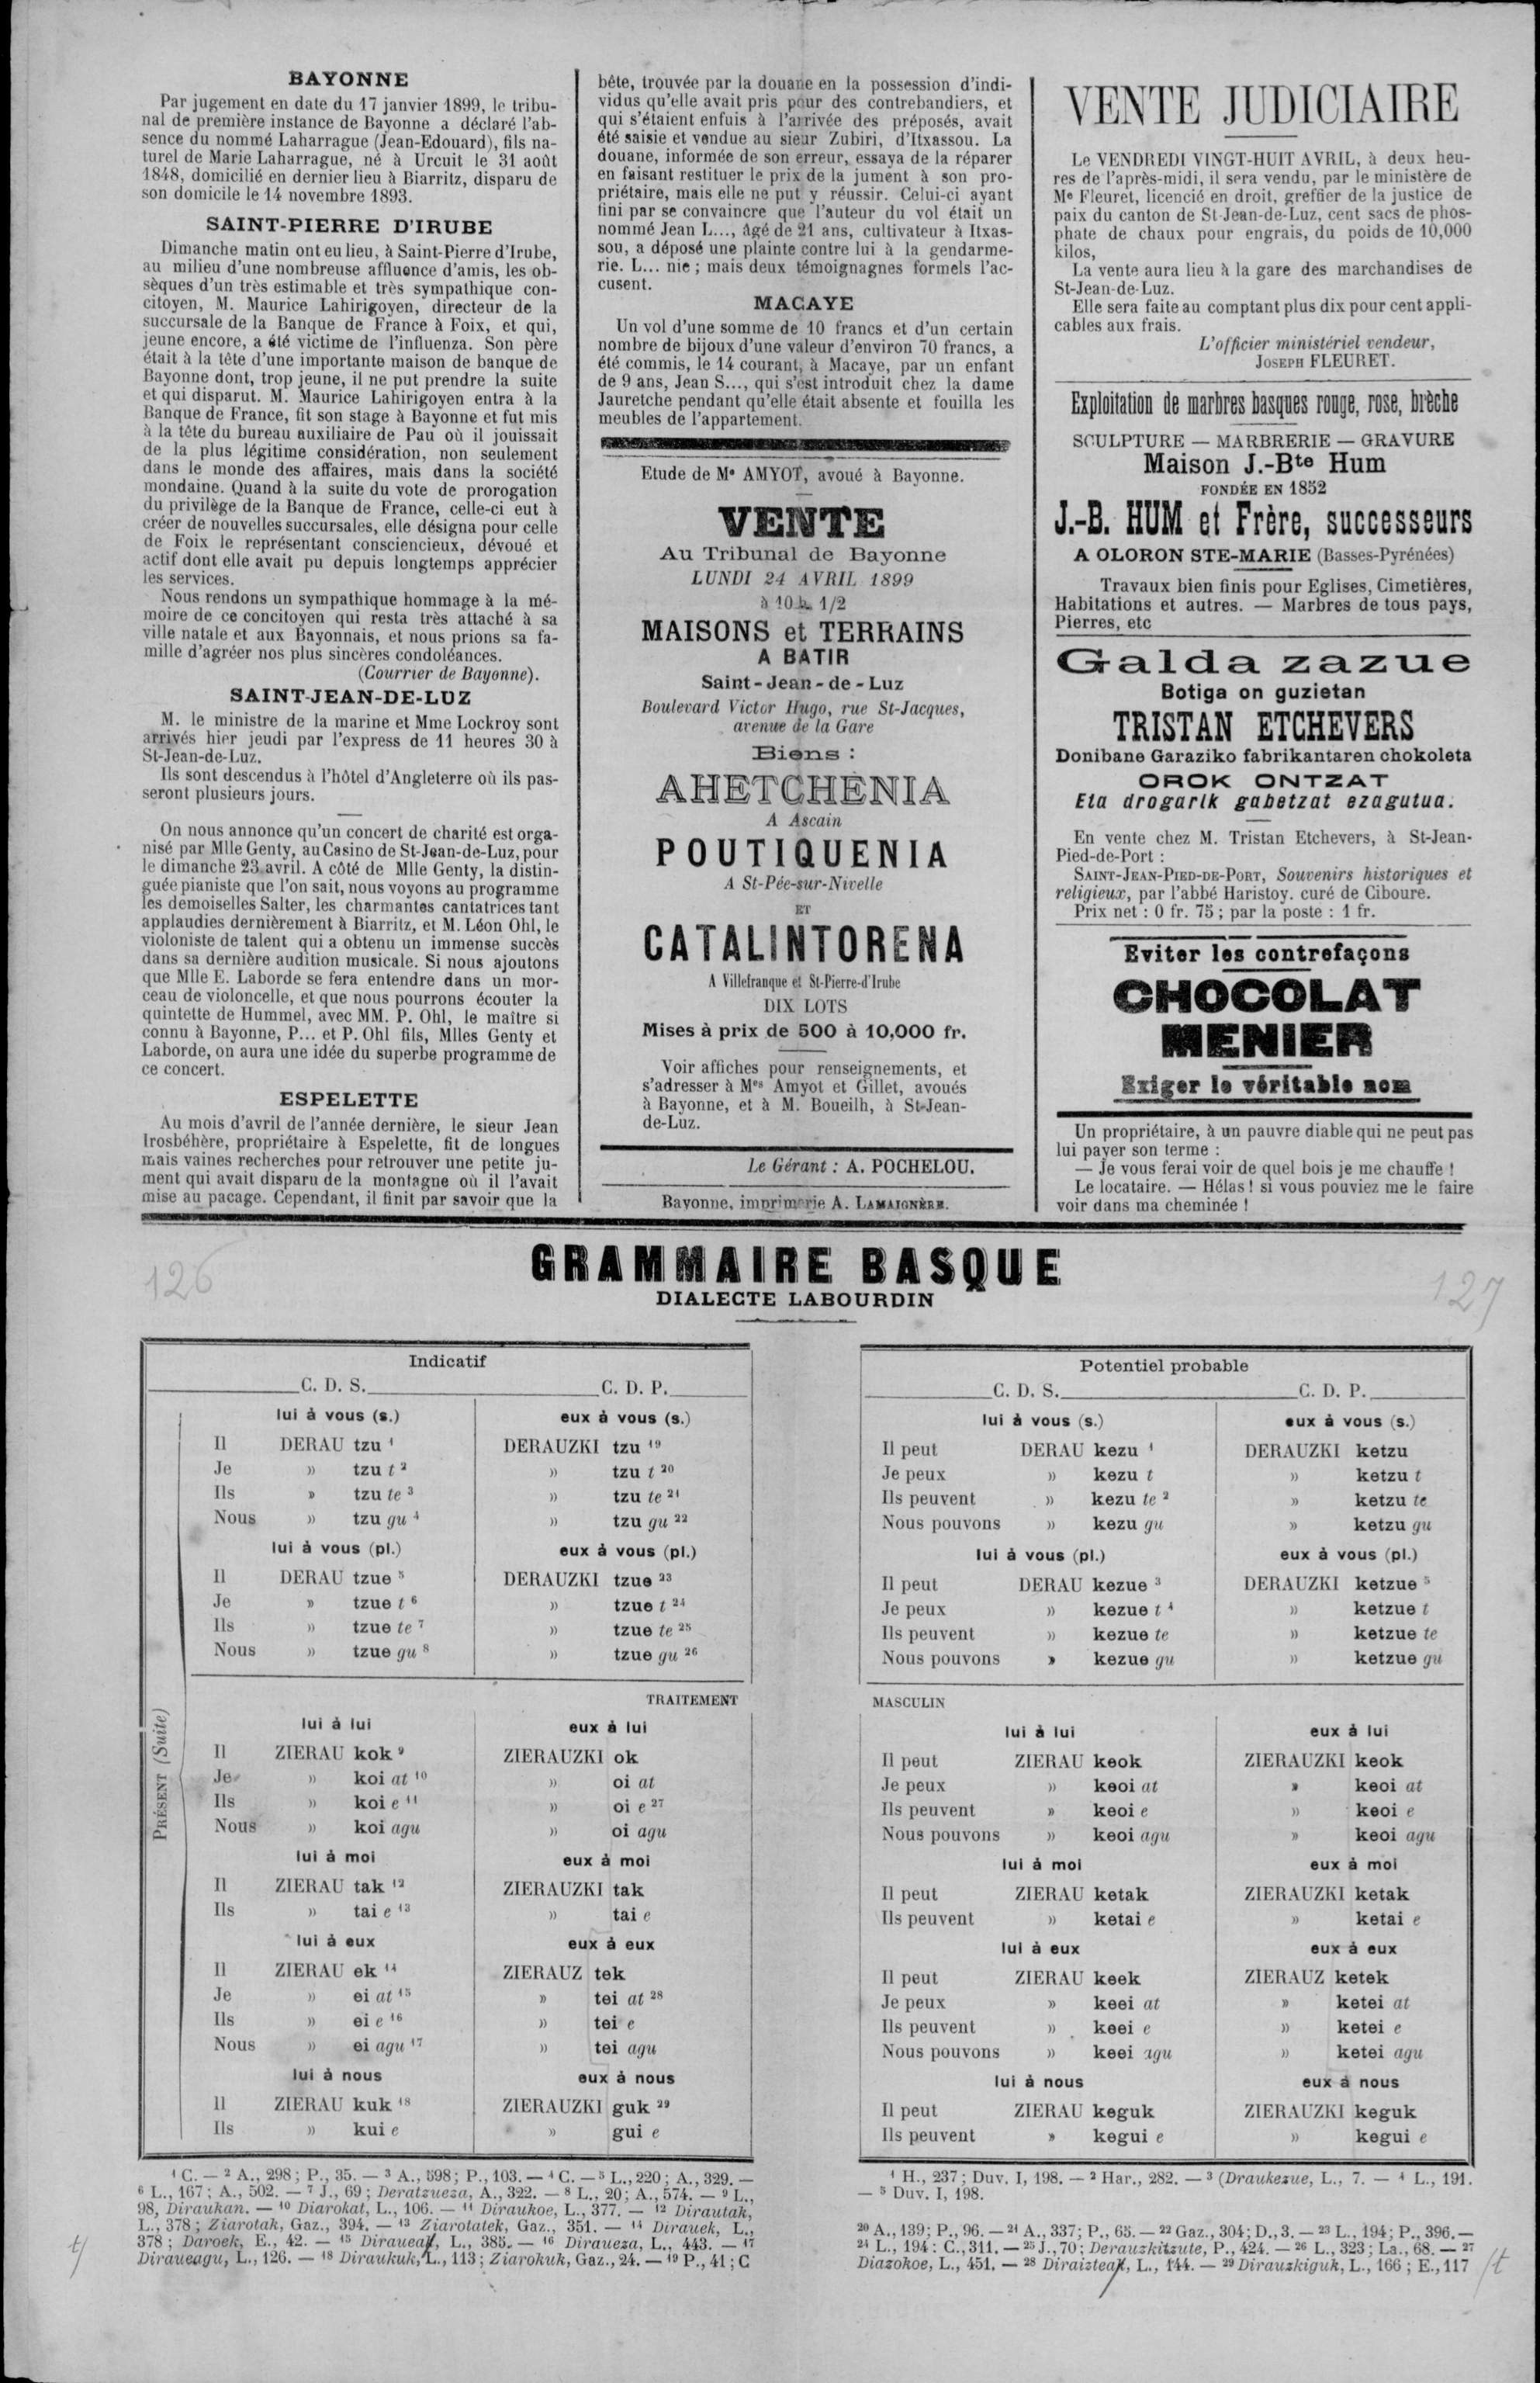 BAYONNE
Par jugement en date du 17 janvier 1899, le tribu-
nal de première instance de Bayonne a déclaré l'ab-
sence du nommé Laharrague (Jean-Edouard), fils na-
turel de Marie Laharrague, né à Urcuit le 31 août
1848, domicilié en dernier lieu à Biarritz, disparu de
son domicile le 14 novembre 1893.
SAINT-PIERRE D'IRUBE
Dimanche matin ont eu lieu, à Saint-Pierre d'Irube,
au milieu d'une nombreuse affluence d'amis, les ob-
sèques d'un très estimable et très sympathique con-
citoyen, M. Maurice Lahirigoyen, directeur de la
succursale de la Banque de France à Foix, et qui,
jeune encore, a été victime de l'influenza. Son père
était à la tête d'une importante maison de banque de
Bayonne dont, trop jeune, il ne put prendre la suite
et qui disparut. M. Maurice Lahirigoyen entra à la
Banque de France, fit son stage à Bayonne et fut mis
à la tête du bureau auxiliaire de Pau où il jouissait
de la plus légitime considération, non seulement
dans le monde des affaires, mais dans la société
mondaine. Quand à la suite du vote de prorogation
du privilège de la Banque de France, celle-ci eut à
créer de nouvelles succursales, elle désigna pour celle
de Foix le représentant consciencieux, dévoué et
actif dont elle avait pu depuis longtemps apprécier
les services.
Nous rendons un sympathique hommage à la mé-
moire de ce concitoyen qui resta très attaché à sa
ville natale et aux Bayonnais, et nous prions sa fa-
mille d'agréer nos plus sincères condoléances.
(Courrier de Bayonne).
SAINT-JEAN-DE-LUZ
M. le ministre de la marine et Mme Lockroy sont
arrivés hier jeudi par l'express de 11 heures 30 à
St-Jean-de-Luz.
Ils sont descendus à l'hôtel d'Angleterre où ils pas-
seront plusieurs jours.
On nous annonce qu'un concert de charité est orga-
nisé par Mlle Genty, au Casino de St-Jean-de-Luz, pour
le dimanche 23 avril. A côté de Mlle Genty, la distin-
guée pianiste que l'on sait, nous voyons au programme
les demoiselles Salter, les charmantes cantatrices tant
applaudies dernièrement à Biarritz, et M. Léon Ohl, le
violoniste de talent qui a obtenu un immense succès
dans sa dernière audition musicale. Si nous ajoutons
que Mlle E. Laborde se fera entendre dans un mor-
ceau de violoncelle, et que nous pourrons écouter la
quintette de Hummel, avec MM. P. Ohl, le maître si
connu à Bayonne, P... et P. Ohl fils, Mlles Genty et
Laborde, on aura une idée du superbe programme de
ce concert.
ESPELETTE
Au mois d'avril de l'année dernière, le sieur Jean
Irosbéhère, propriétaire à Espelette, fit de longues
mais vaines recherches pour retrouver une petite ju-
ment qui avait disparu de la montagne où il l'avait
mise au pacage. Cependant, il finit par savoir que la
bête, trouvée par la douane en la possession d'indi-
vidus qu'elle avait pris pour des contrebandiers, et
qui s'étaient enfuis à l'arrivée des préposés, avait
été saisie et vendue au sieur Zubiri, d'Itxassou. La
douane, informée de son erreur, essaya de la réparer
en faisant restituer le prix de la jument à son pro-
priétaire, mais elle ne put y réussir. Celui-ci ayant
fini par se convaincre que l'auteur du vol était un
nommé Jean L..., âgé de 21 ans, cultivateur à Itxas-
sou, a déposé une plainte contre lui à la gendarme-
rie. L... nie ; mais deux témoignagnes formels l'ac-
cusent.
MACAYE
Un vol d'une somme de 10 francs et d'un certain
nombre de bijoux d'une valeur d'environ 70 francs, a
été commis, le 14 courant, à Macaye, par un enfant
de 9 ans, Jean S..., qui s'est introduit chez la dame
Jauretche pendant qu'elle était absente et fouilla les
meubles de l'appartement.
Etude de Me AMYOT, avoué à Bayonne.
VENTE
Au Tribunal de Bayonne
LUNDI 24 AVRIL 1899
à 10 h. 1/2
MAISONS et TERRAINS
A BATIR
Saint-Jean-de-Luz
Boulevard Victor Hugo, rue St-Jacques,
avenue de la Gare
Biens :
AHETCHÉNIA
A Ascain
POUTIQUENIA
A St-Pée-sur-Nivelle
ET
CATALINTORENA
A Villefranque et St-Pierre-d'Irube
DIX LOTS
Mises à prix de 500 à 10,000 fr.
Voir affiches pour renseignements, et
s'adresser à Mes Amyot et Gillet, avoués
à Bayonne, et à M. Boueilh, à St-Jean-
de-Luz.
Le Gérant : A. POCHELOU.
Bayonne, imprimerie A. LAMAIGNÈRE.
VENTE JUDICIAIRE
Le VENDREDI VINGT-HUIT AVRIL, à deux heu-
res de l'après-midi, il sera vendu, par le ministère de
Me Fleuret, licencié en droit, greffier de la justice de
paix du canton de St-Jean-de-Luz, cent sacs de phos-
phate de chaux pour engrais, du poids de 10,000
kilos,
La vente aura lieu à la gare des marchandises de
St-Jean-de-Luz.
Elle sera faite au comptant plus dix pour cent appli-
cables aux frais.
L'officier ministériel vendeur,
JOSEPH FLEURET.
Exploitation de marbres basques rouge, rose, brèche
SCULPTURE — MARBRERIE — GRAVURE
Maison J.-Bte Hum
FONDÉE EN 1852
J.-B. HUM et Frère, successeurs
A OLORON STE-MARIE (Basses-Pyrénées)
Travaux bien finis pour Eglises, Cimetières,
Habitations et autres. — Marbres de tous pays,
Pierres, etc
Galda zazue
Botiga on guzietan
TRISTAN ETCHEVERS
Donibane Garaziko fabrikantaren chokoleta
OROK ONTZAT
Eta drogarik gabetzat ezagutua.
En vente chez M. Tristan Etchevers, à St-Jean-
Pied-de-Port :
SAINT-JEAN-PIED-DE-PORT, Souvenirs historiques et
religieux, par l'abbé Haristoy. curé de Ciboure.
Prix net : 0 fr. 75 ; par la poste : 1 fr.
Eviter les contrefaçons
CHOCOLAT
MENIER
Exiger le véritable nom
Un propriétaire, à un pauvre diable qui ne peut pas
lui payer son terme :
— Je vous ferai voir de quel bois je me chauffe !
Le locataire. — Hélas ! si vous pouviez me le faire
voir dans ma cheminée !
126
GRAMMAIRE BASQUE
127
DIALECTE LABOURDIN
Indicatif
C. D. S. C. D. P.
PRÉSENT (Suite)
lui à vous (s.) eux à vous (s.)
Il DERAU tzu 1 DERAUZKI tzu 19
Je » tzu t 2 » tzu t 20
Ils » tzu te 3 » tzu te 21
Nous » tzu gu 4 » tzu gu 22
lui à vous (pl.) eux à vous (pl.)
Il DERAU tzue 5 DERAUZKI tzue 23
Je » tzue t 6 » tzue t 24
Ils » tzue te 7 » tzue te 25
Nous » tzue gu 8 » tzue gu 26
TRAITEMENT
lui à lui eux à lui
Il ZIERAU kok 9 ZIERAUZKI ok
Je » koi at 10 » oi at
Ils » koi e 11 » oi e 27
Nous » koi agu » oi agu
lui à moi eux à moi
Il ZIERAU tak 12 ZIERAUZKI tak
Ils » tai e 13 » tai e
lui à eux eux à eux
Il ZIERAU ek 14 ZIERAUZ tek
Je » ei at 15 » tei at 28
Ils » ei e 16 » tei e
Nous » ei agu 17 » tei agu
lui à nous eux à nous
Il ZIERAU kuk 18 ZIERAUZKI guk 29
Ils » kui e » gui e
1 C. — 2 A., 298 ; P., 35. — 3 A., 598 ; P., 103. — 4 C. — 5 L., 220 ; A., 329. —
6 L., 167 ; A., 502. — 7 J., 69 ; Deratzueza, A., 322. — 8 L., 20 ; A., 574. — 9 L.,
98, Diraukan. — 10 Diarokat, L., 106. — 11 Diraukoe, L., 377. — 12 Dirautak,
L., 378 ; Ziarotak, Gaz., 394. — 13 Ziarotatek, Gaz., 351. — 14 Dirauek, L.,
378 ; Daroek, E., 42. — 15 Diraueaf, L., 385. — 16 Diraueza, L., 443. — 17
Diraueagu, L., 126. — 18 Diraukuk, L., 113 ; Ziarokuk, Gaz., 24. — 19 P., 41 ; C
t/
Potentiel probable
C. D. S. C. D. P.
lui à vous (s.) eux à vous (s.)
Il peut DERAU kezu 1 DERAUZKI ketzu
Je peux » kezu t » ketzu t
Ils peuvent » kezu te 2 » ketzu te
Nous pouvons » kezu gu » ketzu gu
lui à vous (pl.) eux à vous (pl.)
Il peut DERAU kezue 3 DERAUZKI ketzue 5
Je peux » kezue t 4 » ketzue t
Ils peuvent » kezue te » ketzue te
Nous pouvons » kezue gu » ketzue gu
MASCULIN
lui à lui eux à lui
Il peut ZIERAU keok ZIERAUZKI keok
Je peux » keoi at » keoi at
Ils peuvent » keoi e » keoi e
Nous pouvons » keoi agu » keoi agu
lui à moi eux à moi
Il peut ZIERAU ketak ZIERAUZKI ketak
Ils peuvent » ketai e » ketai e
lui à eux eux à eux
Il peut ZIERAU keek ZIERAUZ ketek
Je peux » keei at » ketei at
Ils peuvent » keei e » ketei e
Nous pouvons » keei agu » ketei agu
lui à nous eux à nous
Il peut ZIERAU keguk ZIERAUZKI keguk
Ils peuvent » kegui e » kegui e
1 H., 237 ; Duv. I, 198. — 2 Har., 282. — 3 (Draukezue, L., 7. — 4 L., 191.
— 5 Duv. I, 198.
20 A., 139 ; P., 96. — 21 A., 337 ; P., 65. — 22 Gaz., 304 ; D., 3. — 23 L., 194 ; P., 396. —
24 L., 194 : C., 311. — 25 J., 70 ; Derauzkitzute, P., 424. — 26 L., 323 ; La., 68. — 27
Diazokoe, L., 451. — 28 Diraizteak, L., 144. — 29 Dirauzkiguk, L., 166 ; E., 117
/t